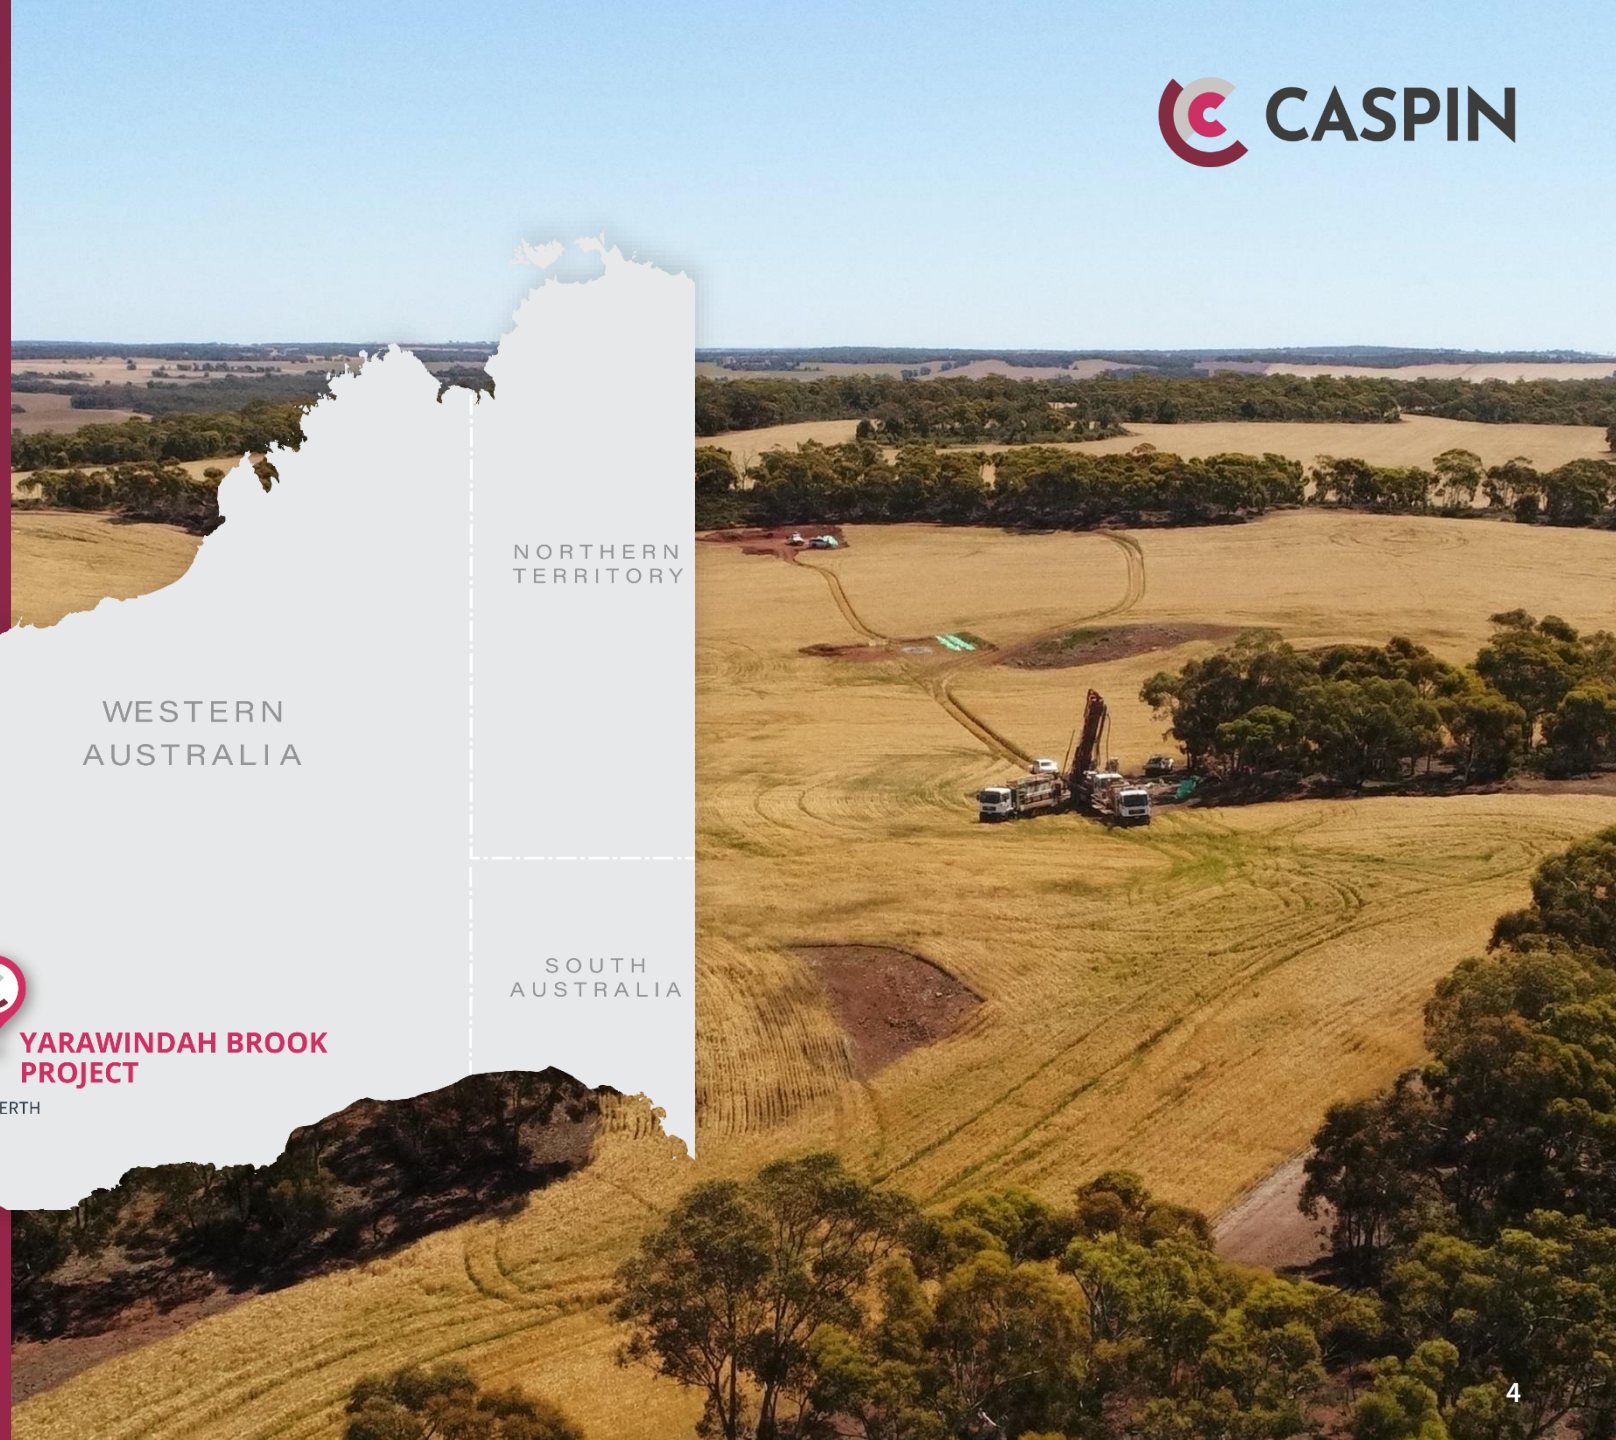 CASPIN
NORTHERN
TERRITORY
WESTERN
AUSTRALIA
SOUTH
AUSTRALIA
YARAWINDAH BROOK
PROJECT
ERTH
4